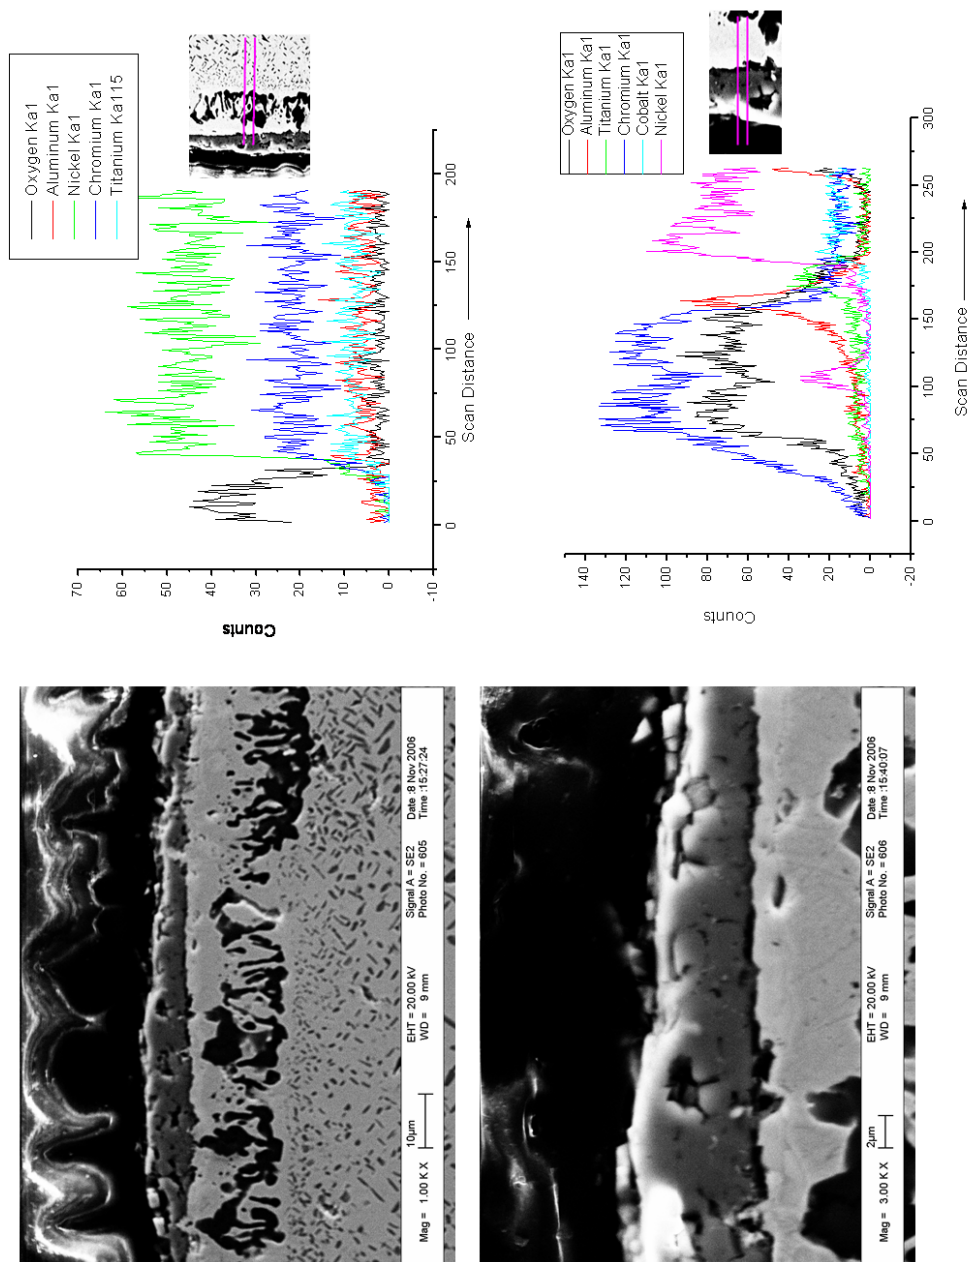 Oxygen Ka1
Aluminum Ka1
Nickel Ka1
Chromium Ka1
Titanium Ka115
70
60
50
40
30
20
10
0
-10
Counts
0
50
100
150
200
Scan Distance
Oxygen Ka1
Aluminum Ka1
Titanium Ka1
Chromium Ka1
Cobalt Ka1
Nickel Ka1
140
120
100
80
60
40
20
0
-20
Counts
0
50
100
150
200
250
300
Scan Distance
Mag = 1.00 K X
10µm
EHT = 20.00 kV
WD = 9 mm
Signal A = SE2
Photo No. = 605
Date :8 Nov 2006
Time :15:27:24
Mag = 3.00 K X
2µm
EHT = 20.00 kV
WD = 9 mm
Signal A = SE2
Photo No. = 606
Date :8 Nov 2006
Time :15:40:07